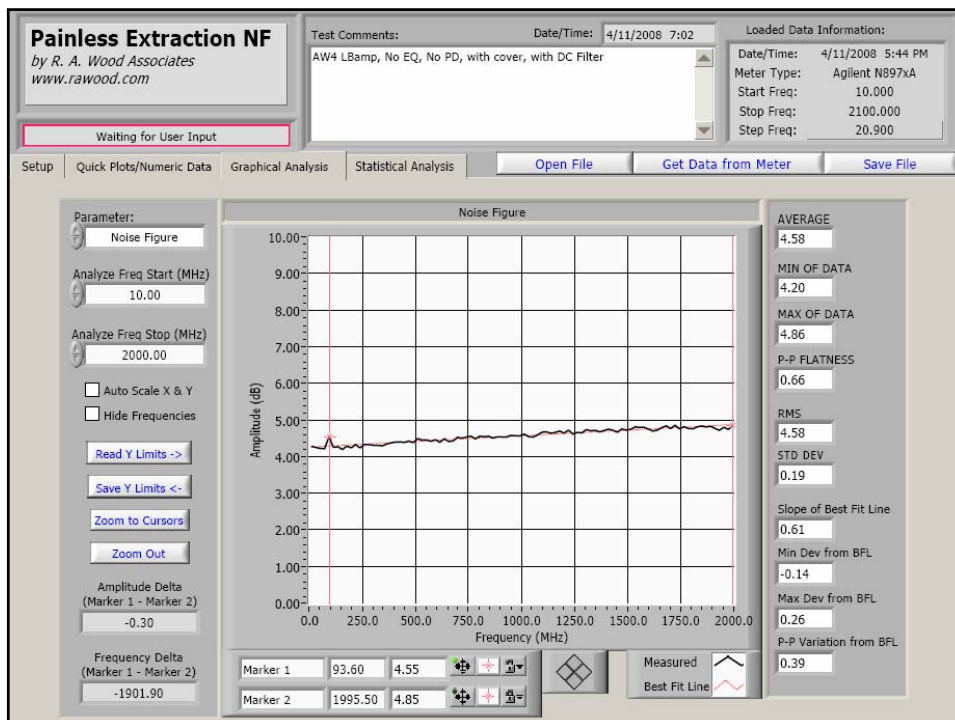 Painless Extraction NF
by R. A. Wood Associates
www.rawood.com
Waiting for User Input
Test Comments:
Date/Time: 4/11/2008 7:02
AW4 LBamp, No EQ, No PD, with cover, with DC Filter
Loaded Data Information:
Date/Time: 4/11/2008 5:44 PM
Meter Type: Agilent N897xA
Start Freq: 10.000
Stop Freq: 2100.000
Step Freq: 20.900
Setup
Quick Plots/Numeric Data
Graphical Analysis
Statistical Analysis
Open File
Get Data from Meter
Save File
Parameter:
Noise Figure
Analyze Freq Start (MHz)
10.00
Analyze Freq Stop (MHz)
2000.00
Auto Scale X & Y
Hide Frequencies
Read Y Limits ->
Save Y Limits <-
Zoom to Cursors
Zoom Out
Amplitude Delta
(Marker 1 - Marker 2)
-0.30
Frequency Delta
(Marker 1 - Marker 2)
-1901.90
Noise Figure
Amplitude (dB)
10.00
9.00
8.00
7.00
6.00
5.00
4.00
3.00
2.00
1.00
0.00
0.0 250.0 500.0 750.0 1000.0 1250.0 1500.0 1750.0 2000.0
Frequency (MHz)
Marker 1 93.60 4.55
Marker 2 1995.50 4.85
Measured
Best Fit Line
AVERAGE
4.58
MIN OF DATA
4.20
MAX OF DATA
4.86
P-P FLATNESS
0.66
RMS
4.58
STD DEV
0.19
Slope of Best Fit Line
0.61
Min Dev from BFL
-0.14
Max Dev from BFL
0.26
P-P Variation from BFL
0.39